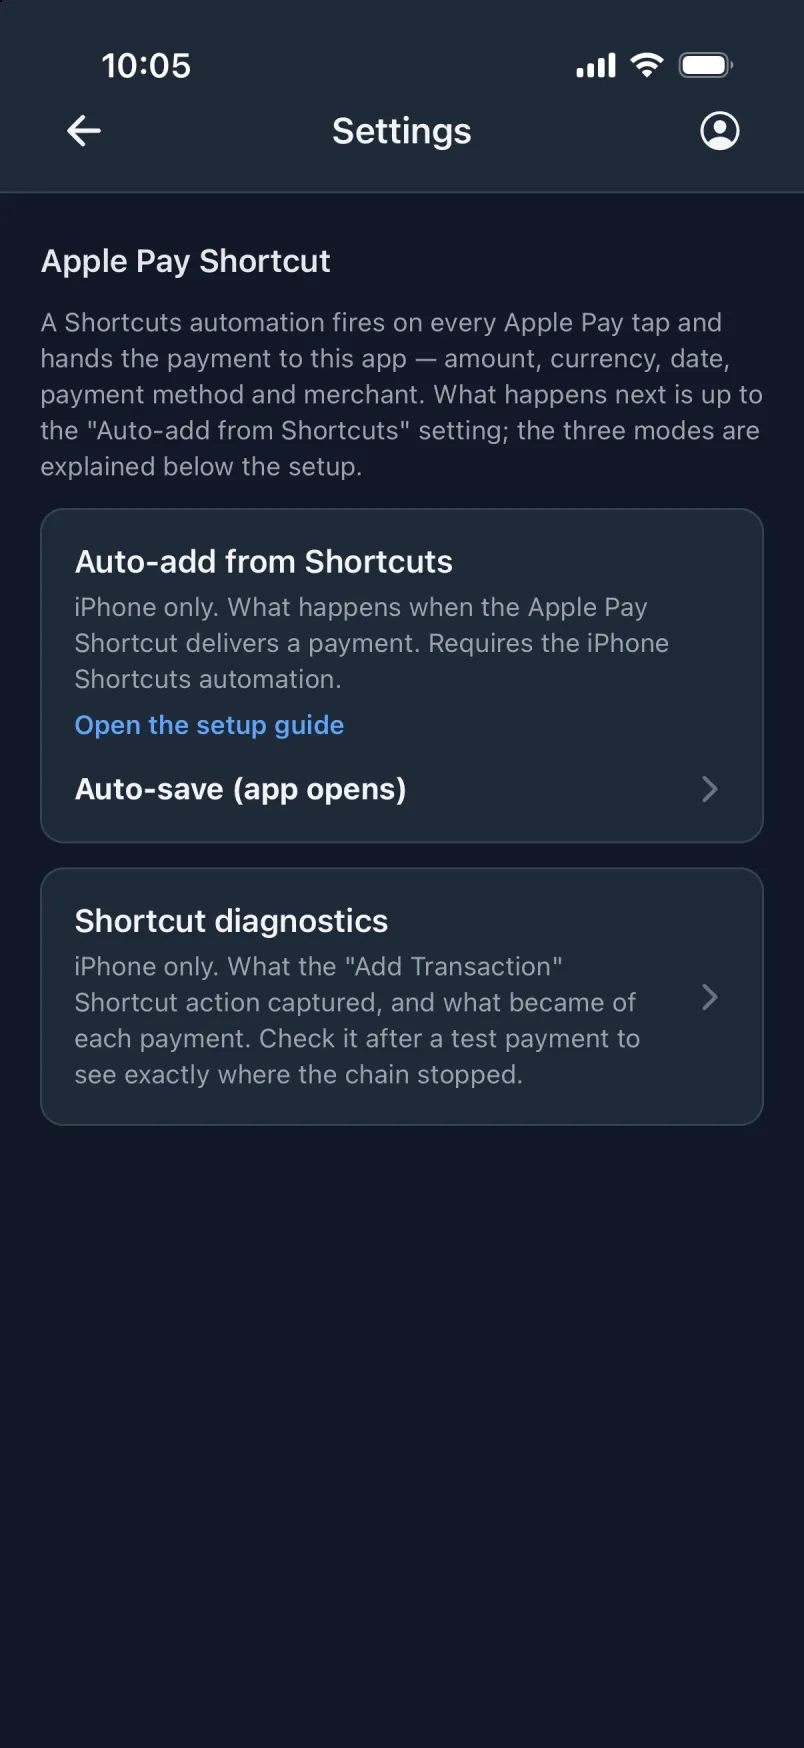 10:05
Settings
Apple Pay Shortcut
A Shortcuts automation fires on every Apple Pay tap and
hands the payment to this app — amount, currency, date,
payment method and merchant. What happens next is up to
the "Auto-add from Shortcuts" setting; the three modes are
explained below the setup.
Auto-add from Shortcuts
iPhone only. What happens when the Apple Pay
Shortcut delivers a payment. Requires the iPhone
Shortcuts automation.
Open the setup guide
Auto-save (app opens)
Shortcut diagnostics
iPhone only. What the "Add Transaction"
Shortcut action captured, and what became of
each payment. Check it after a test payment to
see exactly where the chain stopped.